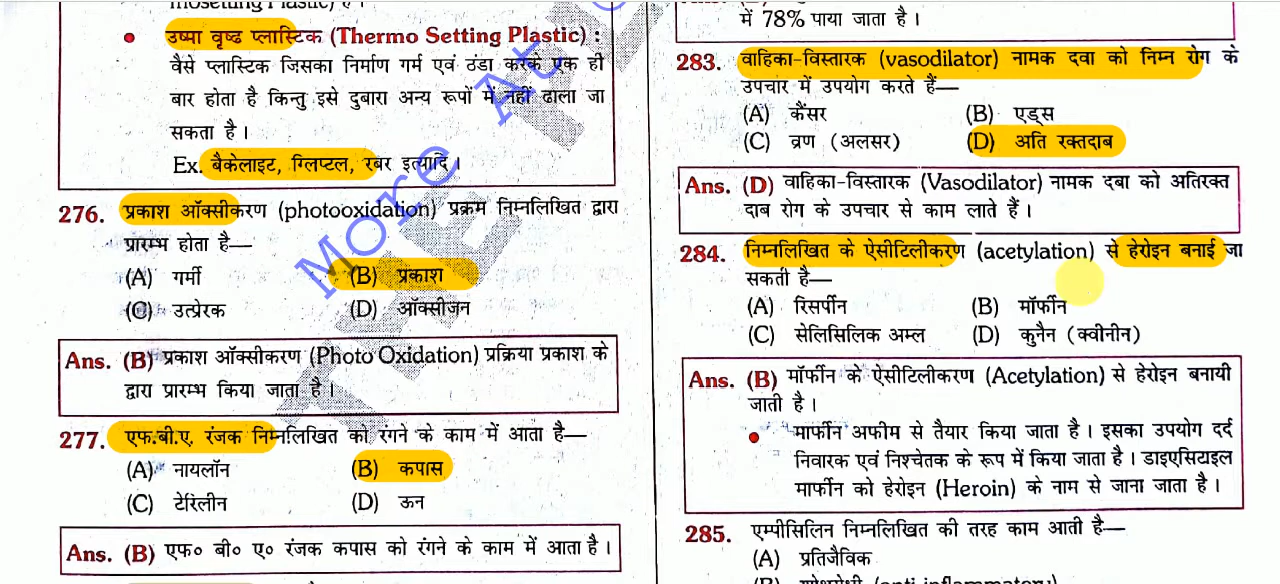 • उष्मा वृष्ढ प्लास्टिक (Thermo Setting Plastic) :
वैसे प्लास्टिक जिसका निर्माण गर्म एवं ठंडा करके एक ही
बार होता है किन्तु इसे दुबारा अन्य रूपों में नहीं ढाला जा
सकता है।
Ex. बैकेलाइट, ग्लिप्टल, रबर इत्यादि।
276. प्रकाश ऑक्सीकरण (photooxidation) प्रक्रम निम्नलिखित द्वारा
प्रारम्भ होता है—
(A) गर्मी (B) प्रकाश
(C) उत्प्रेरक (D) ऑक्सीजन
Ans. (B) प्रकाश ऑक्सीकरण (Photo Oxidation) प्रक्रिया प्रकाश के
द्वारा प्रारम्भ किया जाता है।
277. एफ.बी.ए. रंजक निम्नलिखित को रंगने के काम में आता है—
(A) नायलॉन (B) कपास
(C) टेरिलीन (D) ऊन
Ans. (B) एफ० बी० ए० रंजक कपास को रंगने के काम में आता है।
More At
में 78% पाया जाता है।
283. वाहिका-विस्तारक (vasodilator) नामक दवा को निम्न रोग के
उपचार में उपयोग करते हैं—
(A) कैंसर (B) एड्स
(C) व्रण (अलसर) (D) अति रक्तदाब
Ans. (D) वाहिका-विस्तारक (Vasodilator) नामक दबा को अतिरक्त
दाब रोग के उपचार से काम लाते हैं।
284. निम्नलिखित के ऐसीटिलीकरण (acetylation) से हेरोइन बनाई जा
सकती है—
(A) रिसर्पीन (B) मॉर्फीन
(C) सेलिसिलिक अम्ल (D) कुनैन (क्वीनीन)
Ans. (B) मॉर्फीन के ऐसीटिलीकरण (Acetylation) से हेरोइन बनायी
जाती है।
• मार्फीन अफीम से तैयार किया जाता है। इसका उपयोग दर्द
निवारक एवं निश्चेतक के रूप में किया जाता है। डाइएसिटाइल
मार्फीन को हेरोइन (Heroin) के नाम से जाना जाता है।
285. एम्पीसिलिन निम्नलिखित की तरह काम आती है—
(A) प्रतिजैविक